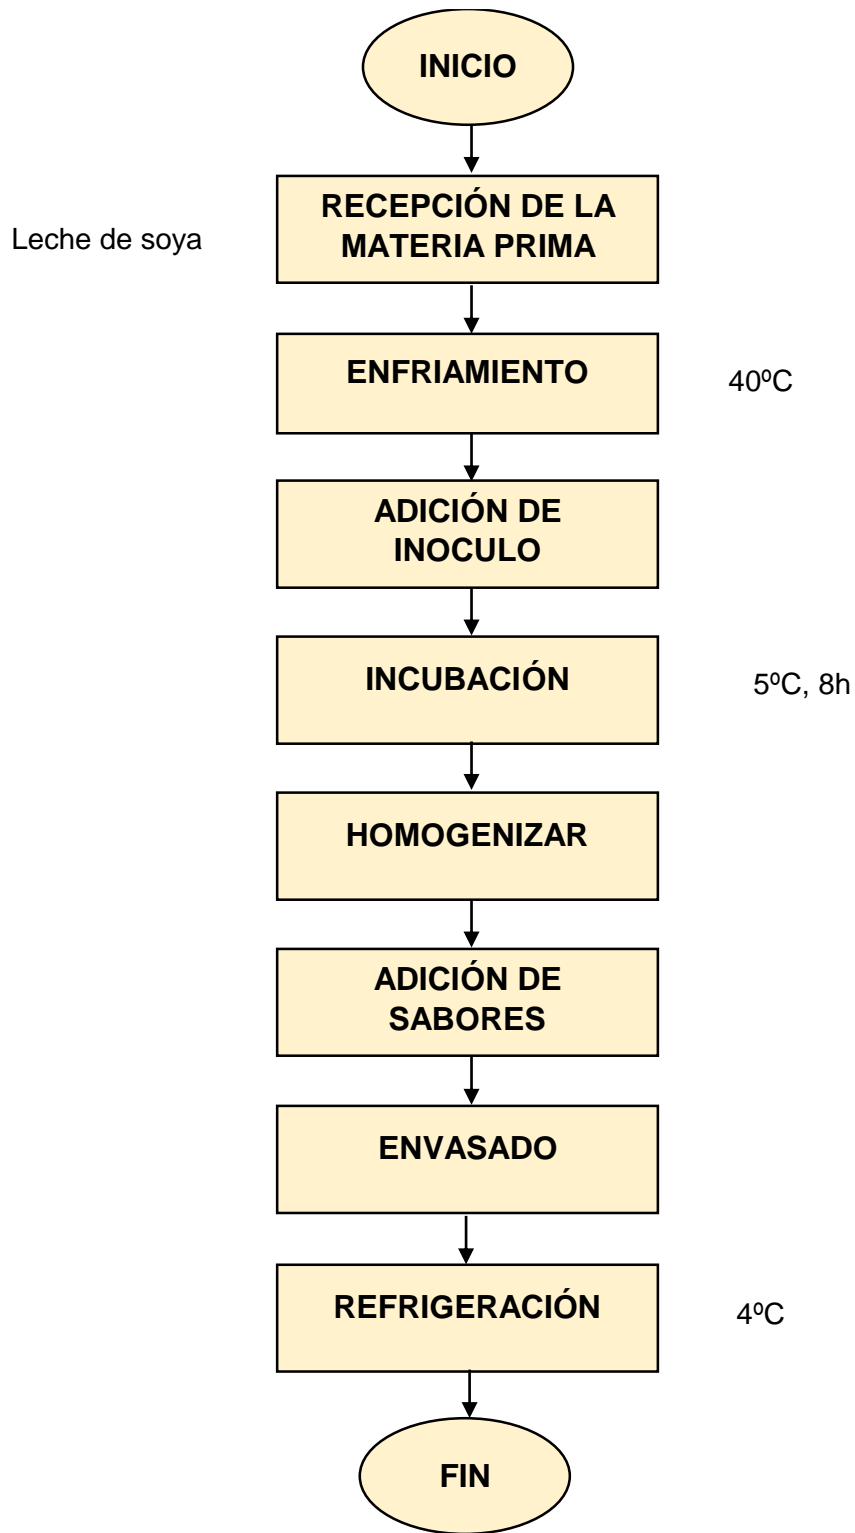 INICIO
RECEPCIÓN DE LA
MATERIA PRIMA
Leche de soya
ENFRIAMIENTO
40ºC
ADICIÓN DE
INOCULO
INCUBACIÓN
5ºC, 8h
HOMOGENIZAR
ADICIÓN DE
SABORES
ENVASADO
REFRIGERACIÓN
4ºC
FIN